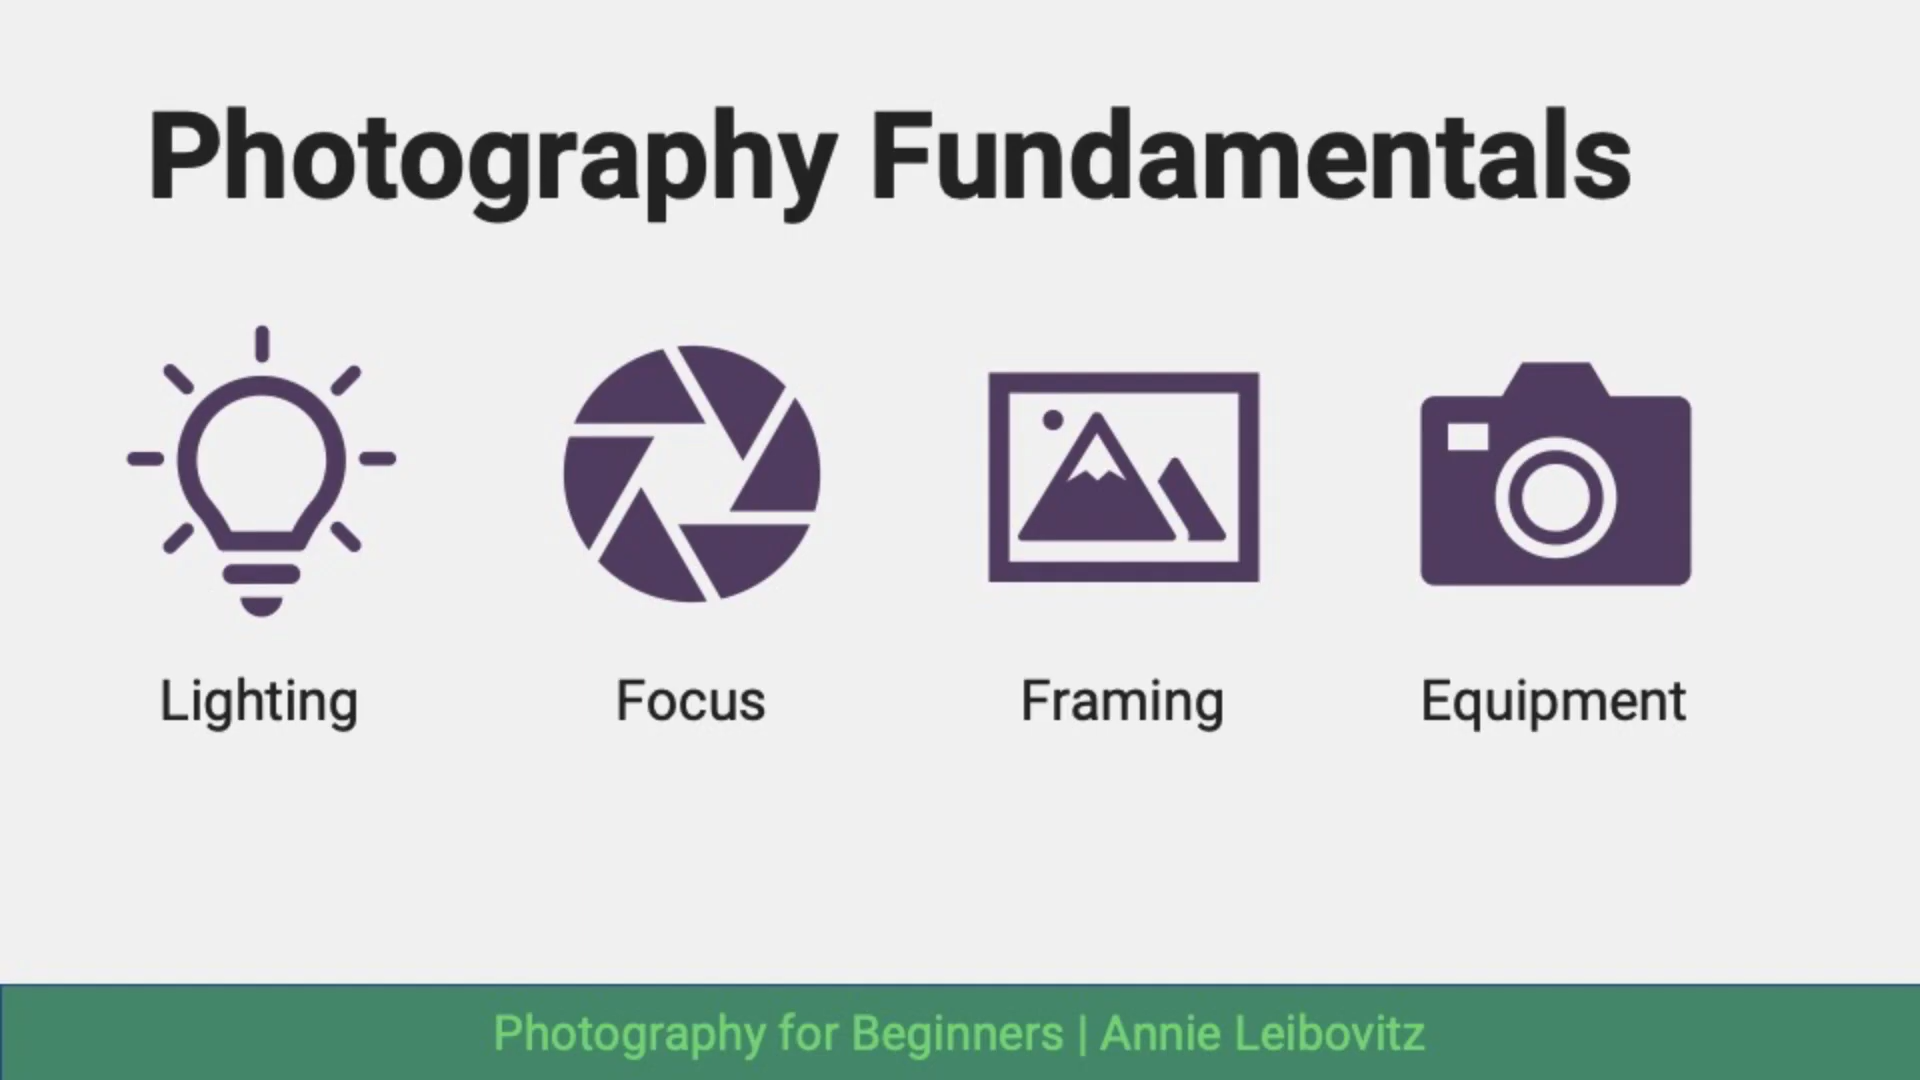 Photography Fundamentals
Lighting
Focus
Framing
Equipment
Photography for Beginners | Annie Leibovitz